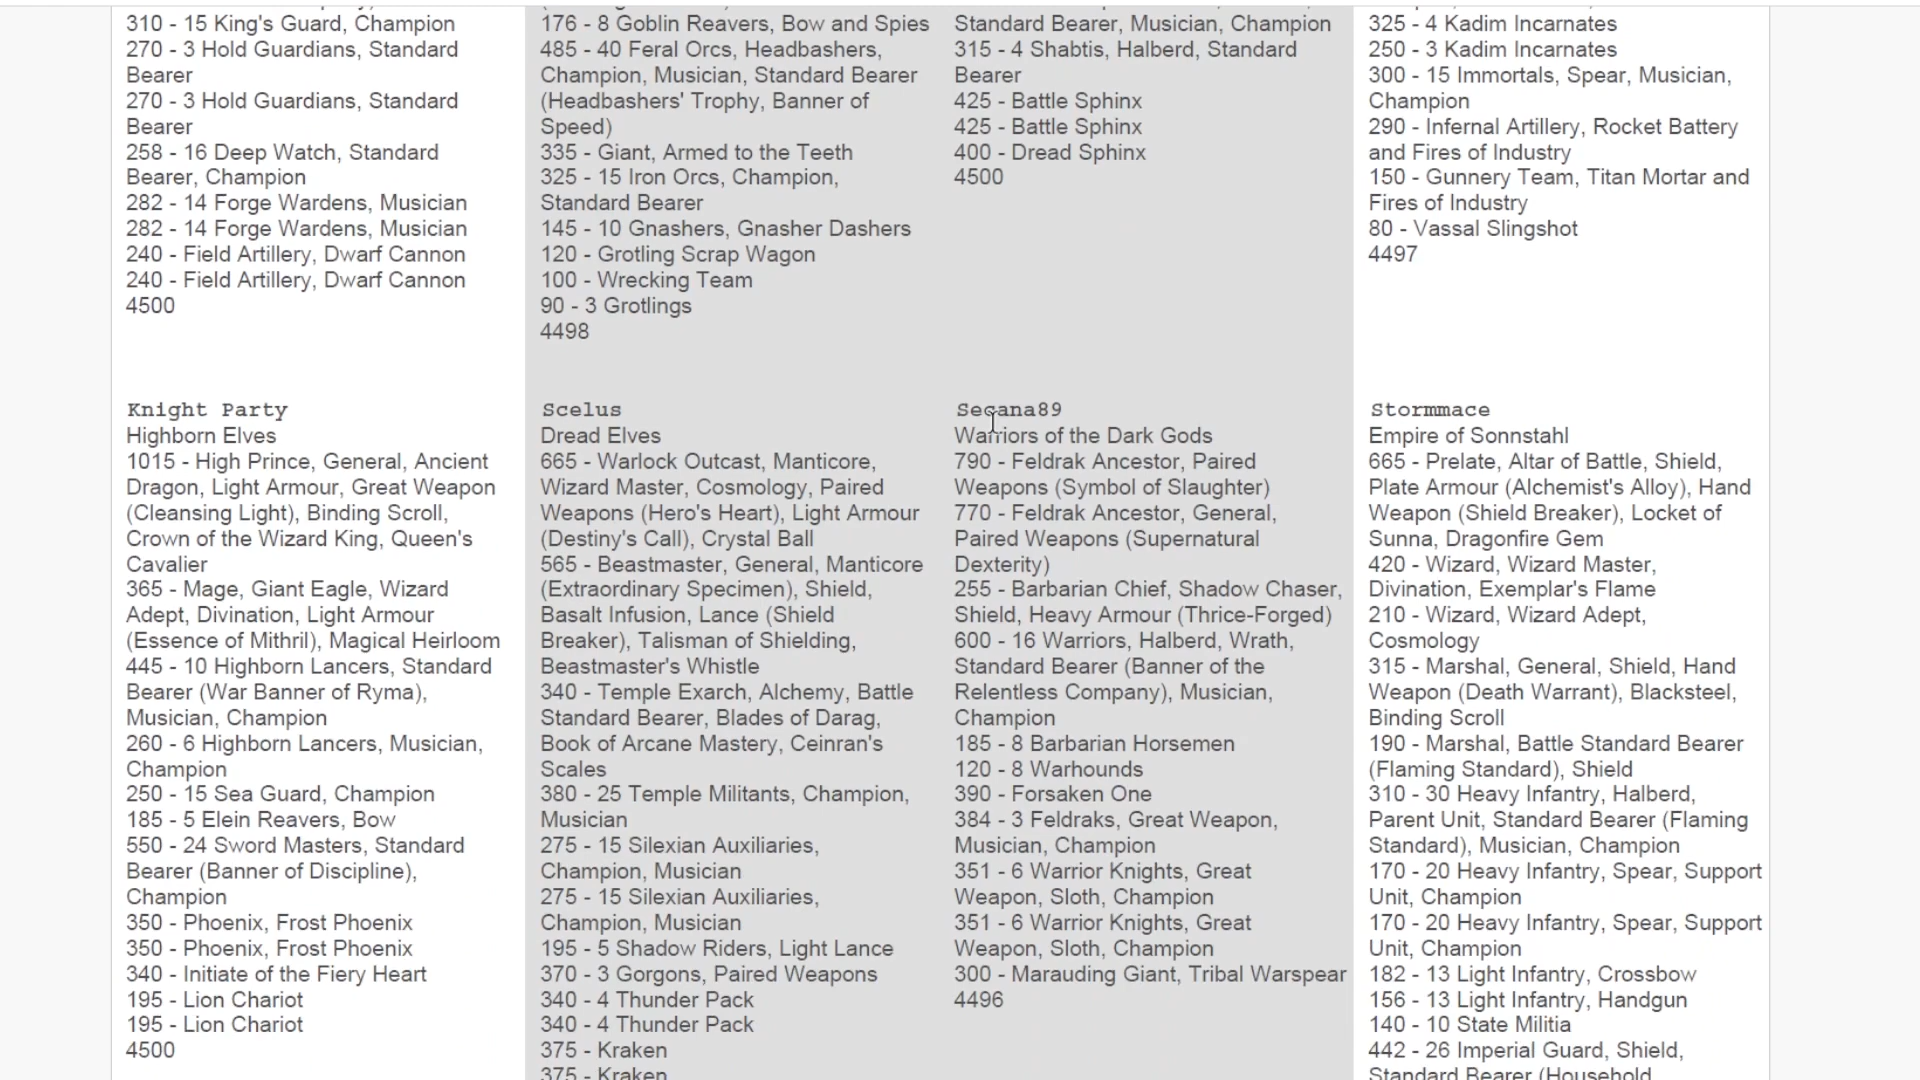 310 - 15 King's Guard, Champion
270 - 3 Hold Guardians, Standard
Bearer
270 - 3 Hold Guardians, Standard
Bearer
258 - 16 Deep Watch, Standard
Bearer, Champion
282 - 14 Forge Wardens, Musician
282 - 14 Forge Wardens, Musician
240 - Field Artillery, Dwarf Cannon
240 - Field Artillery, Dwarf Cannon
4500
176 - 8 Goblin Reavers, Bow and Spies
485 - 40 Feral Orcs, Headbashers,
Champion, Musician, Standard Bearer
(Headbashers' Trophy, Banner of
Speed)
335 - Giant, Armed to the Teeth
325 - 15 Iron Orcs, Champion,
Standard Bearer
145 - 10 Gnashers, Gnasher Dashers
120 - Grotling Scrap Wagon
100 - Wrecking Team
90 - 3 Grotlings
4498
Standard Bearer, Musician, Champion
315 - 4 Shabtis, Halberd, Standard
Bearer
425 - Battle Sphinx
425 - Battle Sphinx
400 - Dread Sphinx
4500
325 - 4 Kadim Incarnates
250 - 3 Kadim Incarnates
300 - 15 Immortals, Spear, Musician,
Champion
290 - Infernal Artillery, Rocket Battery
and Fires of Industry
150 - Gunnery Team, Titan Mortar and
Fires of Industry
80 - Vassal Slingshot
4497
Knight Party
Highborn Elves
1015 - High Prince, General, Ancient
Dragon, Light Armour, Great Weapon
(Cleansing Light), Binding Scroll,
Crown of the Wizard King, Queen's
Cavalier
365 - Mage, Giant Eagle, Wizard
Adept, Divination, Light Armour
(Essence of Mithril), Magical Heirloom
445 - 10 Highborn Lancers, Standard
Bearer (War Banner of Ryma),
Musician, Champion
260 - 6 Highborn Lancers, Musician,
Champion
250 - 15 Sea Guard, Champion
185 - 5 Elein Reavers, Bow
550 - 24 Sword Masters, Standard
Bearer (Banner of Discipline),
Champion
350 - Phoenix, Frost Phoenix
350 - Phoenix, Frost Phoenix
340 - Initiate of the Fiery Heart
195 - Lion Chariot
195 - Lion Chariot
4500
Scelus
Dread Elves
665 - Warlock Outcast, Manticore,
Wizard Master, Cosmology, Paired
Weapons (Hero's Heart), Light Armour
(Destiny's Call), Crystal Ball
565 - Beastmaster, General, Manticore
(Extraordinary Specimen), Shield,
Basalt Infusion, Lance (Shield
Breaker), Talisman of Shielding,
Beastmaster's Whistle
340 - Temple Exarch, Alchemy, Battle
Standard Bearer, Blades of Darag,
Book of Arcane Mastery, Ceinran's
Scales
380 - 25 Temple Militants, Champion,
Musician
275 - 15 Silexian Auxiliaries,
Champion, Musician
275 - 15 Silexian Auxiliaries,
Champion, Musician
195 - 5 Shadow Riders, Light Lance
370 - 3 Gorgons, Paired Weapons
340 - 4 Thunder Pack
340 - 4 Thunder Pack
375 - Kraken
375 - Kraken
Secana89
Warriors of the Dark Gods
790 - Feldrak Ancestor, Paired
Weapons (Symbol of Slaughter)
770 - Feldrak Ancestor, General,
Paired Weapons (Supernatural
Dexterity)
255 - Barbarian Chief, Shadow Chaser,
Shield, Heavy Armour (Thrice-Forged)
600 - 16 Warriors, Halberd, Wrath,
Standard Bearer (Banner of the
Relentless Company), Musician,
Champion
185 - 8 Barbarian Horsemen
120 - 8 Warhounds
390 - Forsaken One
384 - 3 Feldraks, Great Weapon,
Musician, Champion
351 - 6 Warrior Knights, Great
Weapon, Sloth, Champion
351 - 6 Warrior Knights, Great
Weapon, Sloth, Champion
300 - Marauding Giant, Tribal Warspear
4496
Stormmace
Empire of Sonnstahl
665 - Prelate, Altar of Battle, Shield,
Plate Armour (Alchemist's Alloy), Hand
Weapon (Shield Breaker), Locket of
Sunna, Dragonfire Gem
420 - Wizard, Wizard Master,
Divination, Exemplar's Flame
210 - Wizard, Wizard Adept,
Cosmology
315 - Marshal, General, Shield, Hand
Weapon (Death Warrant), Blacksteel,
Binding Scroll
190 - Marshal, Battle Standard Bearer
(Flaming Standard), Shield
310 - 30 Heavy Infantry, Halberd,
Parent Unit, Standard Bearer (Flaming
Standard), Musician, Champion
170 - 20 Heavy Infantry, Spear, Support
Unit, Champion
170 - 20 Heavy Infantry, Spear, Support
Unit, Champion
182 - 13 Light Infantry, Crossbow
156 - 13 Light Infantry, Handgun
140 - 10 State Militia
442 - 26 Imperial Guard, Shield,
Standard Bearer (Household